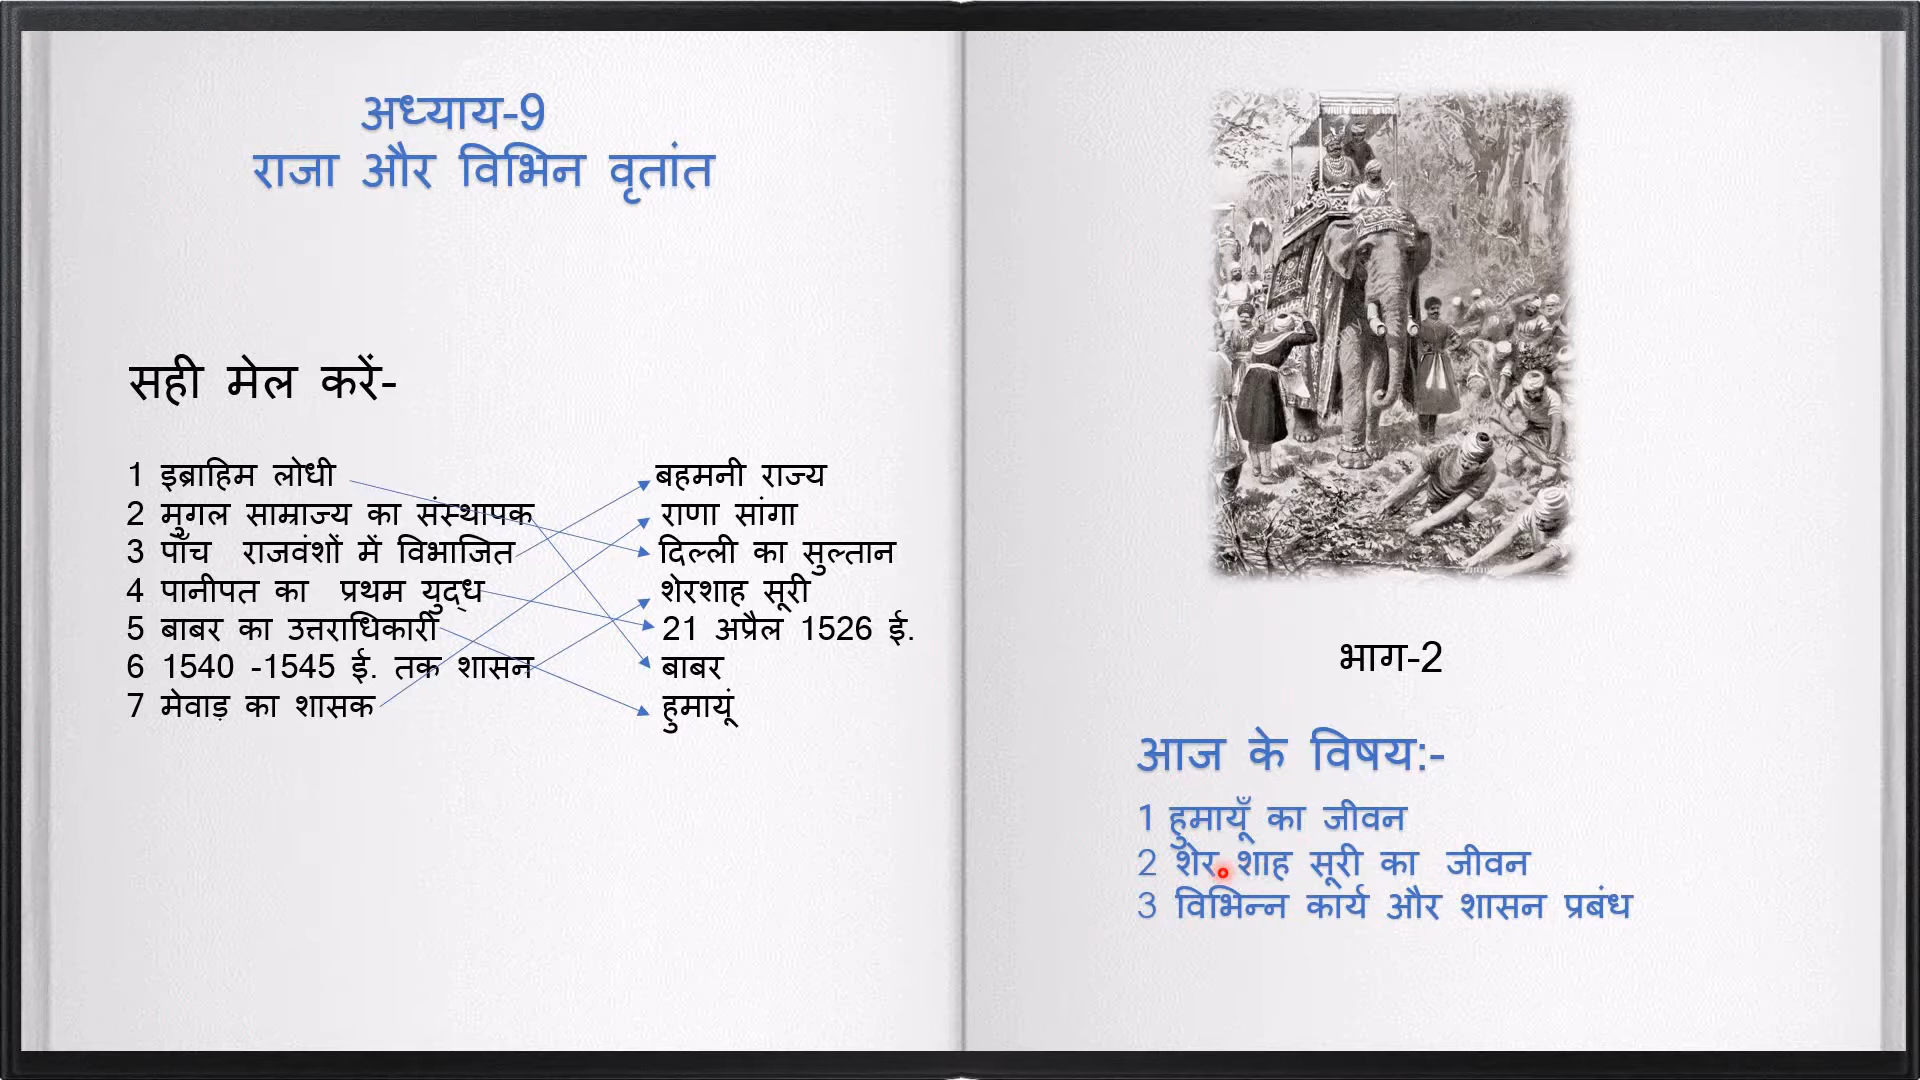 अध्याय-9
राजा और विभिन वृतांत
सही मेल करें-
1 इब्राहिम लोधी
2 मुगल साम्राज्य का संस्थापक
3 पाँच राजवंशों में विभाजित
4 पानीपत का प्रथम युद्ध
5 बाबर का उत्तराधिकारी
6 1540 -1545 ई. तक शासन
7 मेवाड़ का शासक
बहमनी राज्य
राणा सांगा
दिल्ली का सुल्तान
शेरशाह सूरी
21 अप्रैल 1526 ई.
बाबर
हुमायूं
भाग-2
आज के विषय:-
1 हुमायूँ का जीवन
2 शेर शाह सूरी का जीवन
3 विभिन्न कार्य और शासन प्रबंध